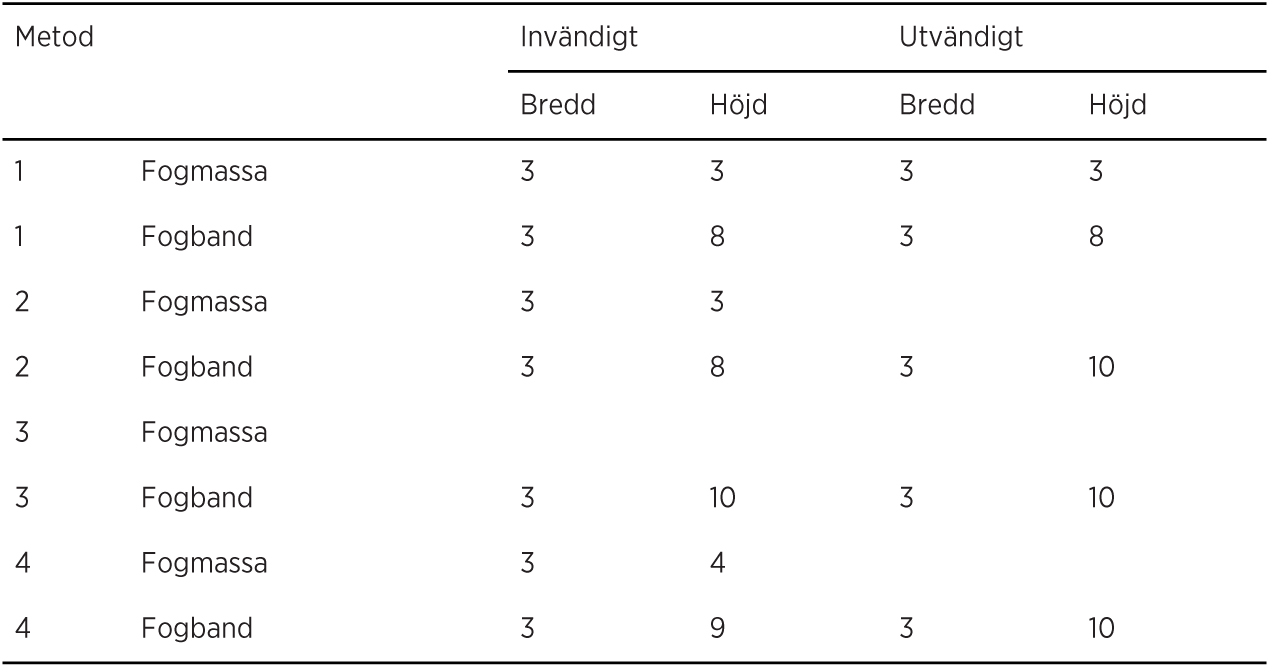 Metod Invändigt Utvändigt
Bredd Höjd Bredd Höjd
1 Fogmassa 3 3 3 3
1 Fogband 3 8 3 8
2 Fogmassa 3 3
2 Fogband 3 8 3 10
3 Fogmassa
3 Fogband 3 10 3 10
4 Fogmassa 3 4
4 Fogband 3 9 3 10